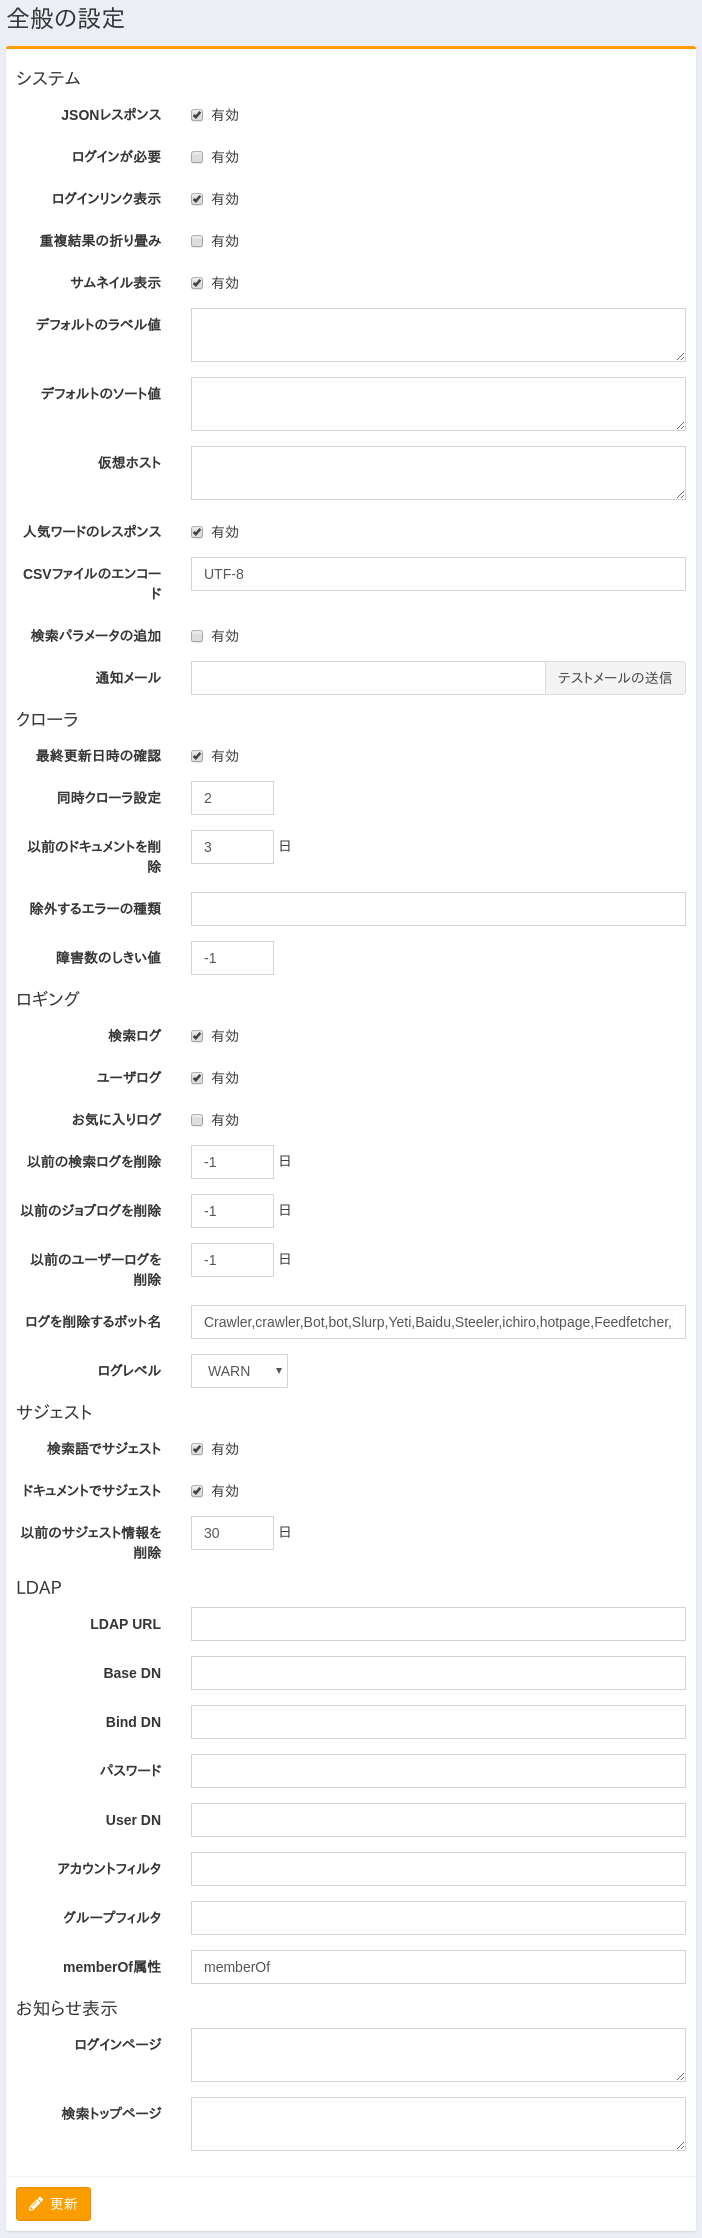 全般の設定
システム
JSONレスポンス 有効
ログインが必要 有効
ログインリンク表示 有効
重複結果の折り畳み 有効
サムネイル表示 有効
デフォルトのラベル値
デフォルトのソート値
仮想ホスト
人気ワードのレスポンス 有効
CSVファイルのエンコー UTF-8
ド
検索パラメータの追加 有効
通知メール テストメールの送信
クローラ
最終更新日時の確認 有効
同時クローラ設定 2
以前のドキュメントを削 3 日
除
除外するエラーの種類
障害数のしきい値 -1
ロギング
検索ログ 有効
ユーザログ 有効
お気に入りログ 有効
以前の検索ログを削除 -1 日
以前のジョブログを削除 -1 日
以前のユーザーログを -1 日
削除
ログを削除するボット名 Crawler,crawler,Bot,bot,Slurp,Yeti,Baidu,Steeler,ichiro,hotpage,Feedfetcher,
ログレベル WARN
サジェスト
検索語でサジェスト 有効
ドキュメントでサジェスト 有効
以前のサジェスト情報を 30 日
削除
LDAP
LDAP URL
Base DN
Bind DN
パスワード
User DN
アカウントフィルタ
グループフィルタ
memberOf属性 memberOf
お知らせ表示
ログインページ
検索トップページ
更新